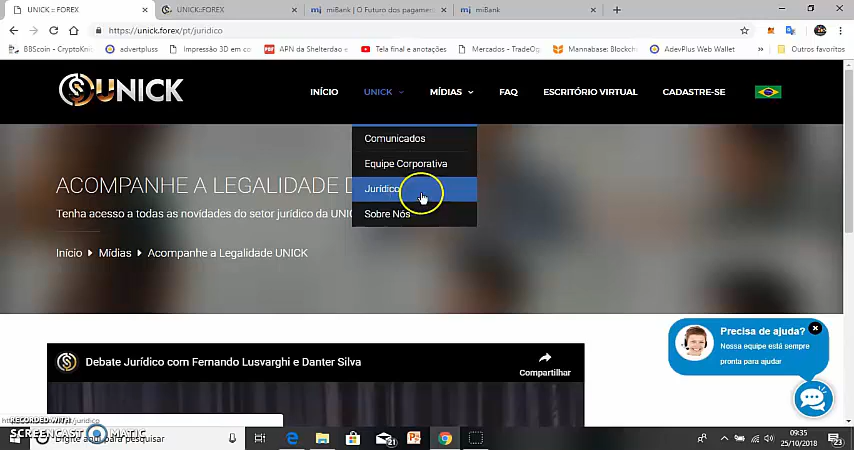 UNICK = FOREX
UNICK=FOREX
miBank | O Futuro dos pagamen
miBank
https://unick.forex/pt/juridico
BBScoin - CryptoKni
advertplus
Impressão 3D em co
APN da Shelterdao e
Tela final e anotações
Mercados - TradeOg
Mannabase: Blockch
AdevPlus Web Wallet
»
Outros favoritos
UNICK
INÍCIO
UNICK
MÍDIAS
FAQ
ESCRITÓRIO VIRTUAL
CADASTRE-SE
Comunicados
Equipe Corporativa
Jurídico
Sobre Nós
ACOMPANHE A LEGALIDADE D
Tenha acesso a todas as novidades do setor jurídico da UNIC
Início
Mídias
Acompanhe a Legalidade UNICK
Precisa de ajuda?
Nossa equipe está sempre
pronta para ajudar
Debate Jurídico com Fernando Lusvarghi e Danter Silva
Compartilhar
RECORDED WITH
SCREENCAST MATIC
Digite aqui para pesquisar
21
09:35
25/10/2018
23